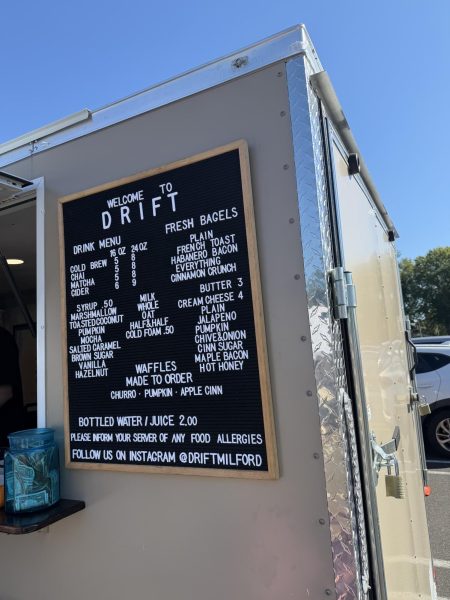 WELCOME TO
DRIFT
DRINK MENU
16 OZ 24 OZ
COLD BREW 5 8
CHAI 5 8
MATCHA 5 8
CIDER 6 9
SYRUP .50
MARSHMALLOW
TOASTEDCOCONUT
PUMPKIN
MOCHA
SALTED CARAMEL
BROWN SUGAR
VANILLA
HAZELNUT
MILK
WHOLE
OAT
HALF&HALF
COLD FOAM .50
FRESH BAGELS
PLAIN
FRENCH TOAST
HABANERO BACON
EVERYTHING
CINNAMON CRUNCH
BUTTER 3
CREAM CHEESE 4
PLAIN
JALAPENO
PUMPKIN
CHIVE&ONION
CINN SUGAR
MAPLE BACON
HOT HONEY
WAFFLES
MADE TO ORDER
CHURRO · PUMPKIN · APPLE CINN
BOTTLED WATER / JUICE 2.00
PLEASE INFORM YOUR SERVER OF ANY FOOD ALLERGIES
FOLLOW US ON INSTAGRAM @DRIFTMILFORD